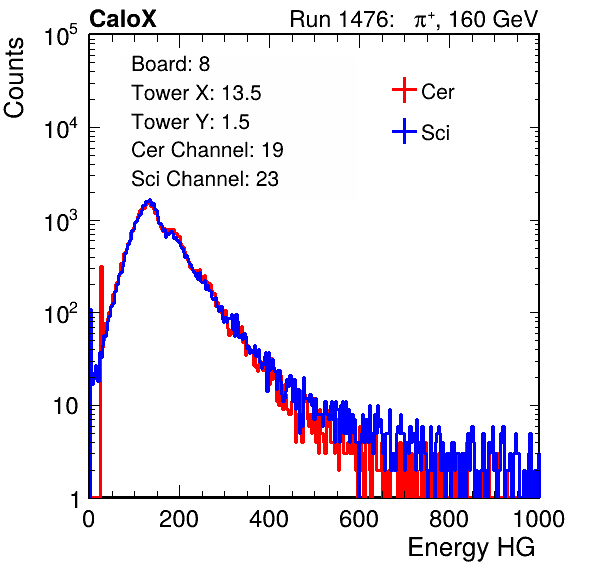 CaloX Run 1476: π⁺, 160 GeV
Board: 8
Tower X: 13.5
Tower Y: 1.5
Cer Channel: 19
Sci Channel: 23
Cer
Sci
Counts
10⁵
10⁴
10³
10²
10
1
0 200 400 600 800 1000
Energy HG